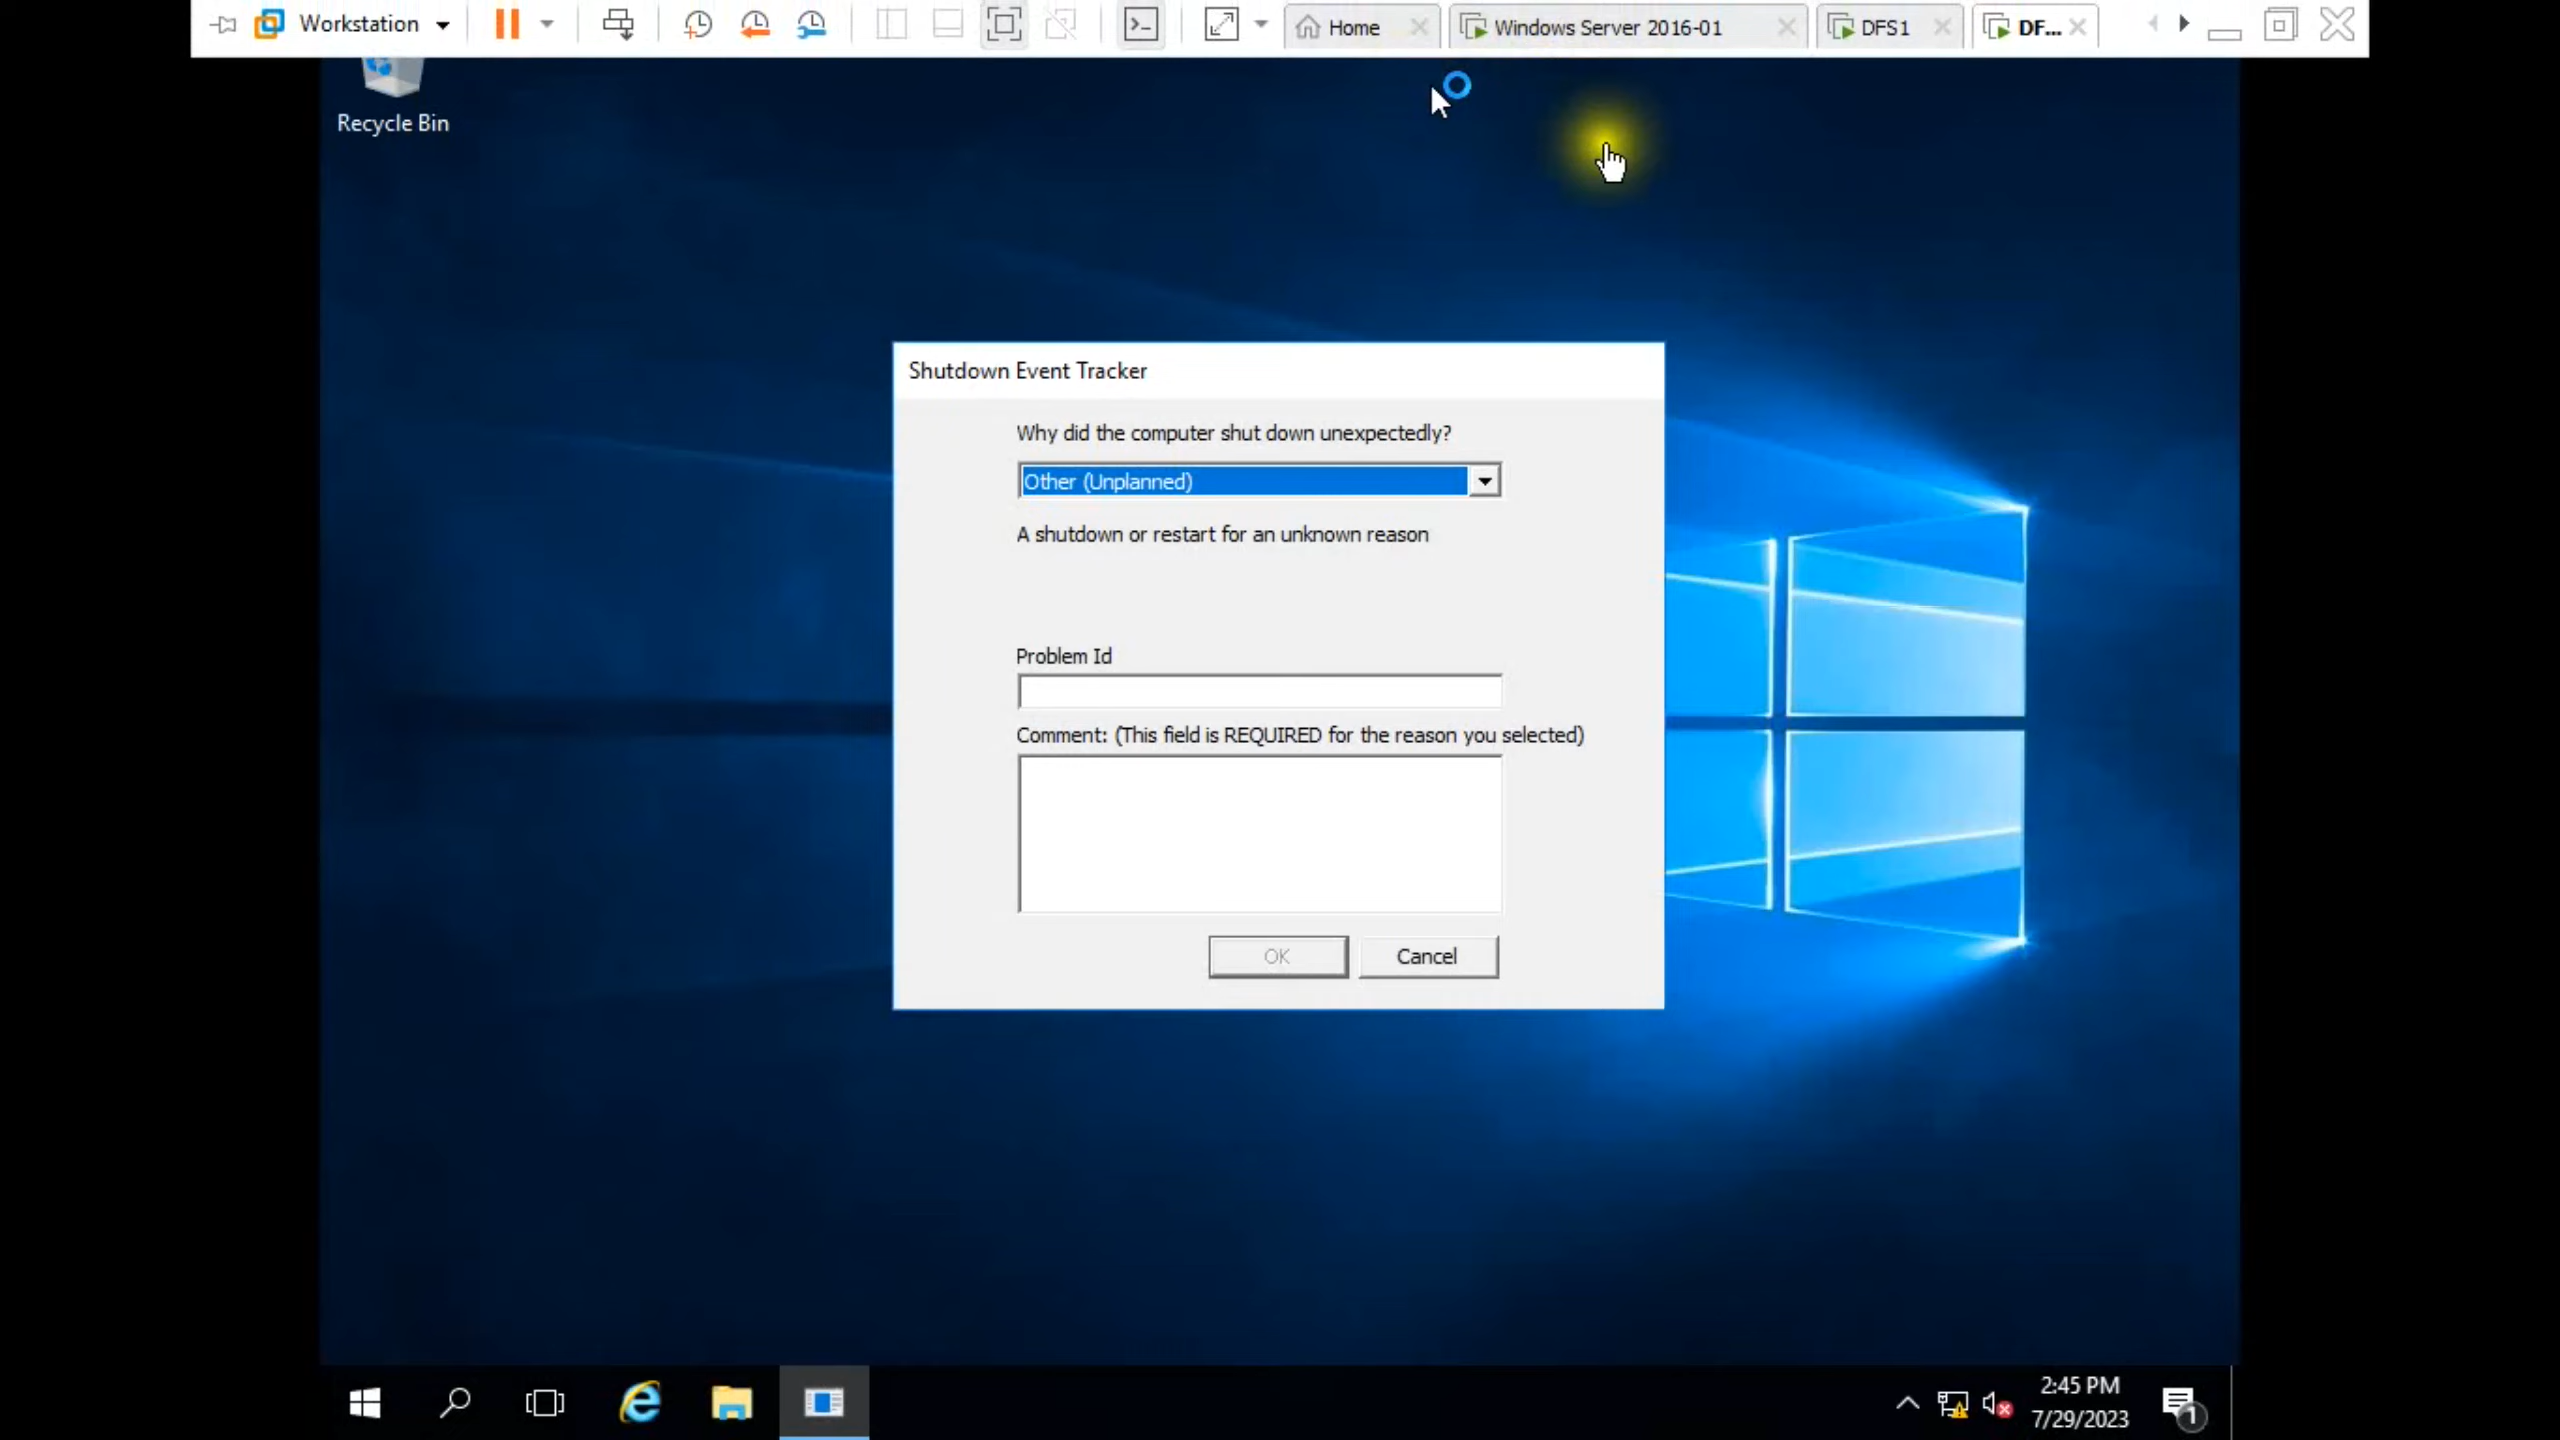 Workstation
Home
Windows Server 2016-01
DFS1
DF...
Recycle Bin
Shutdown Event Tracker
Why did the computer shut down unexpectedly?
Other (Unplanned)
A shutdown or restart for an unknown reason
Problem Id
Comment: (This field is REQUIRED for the reason you selected)
OK
Cancel
2:45 PM
7/29/2023
1